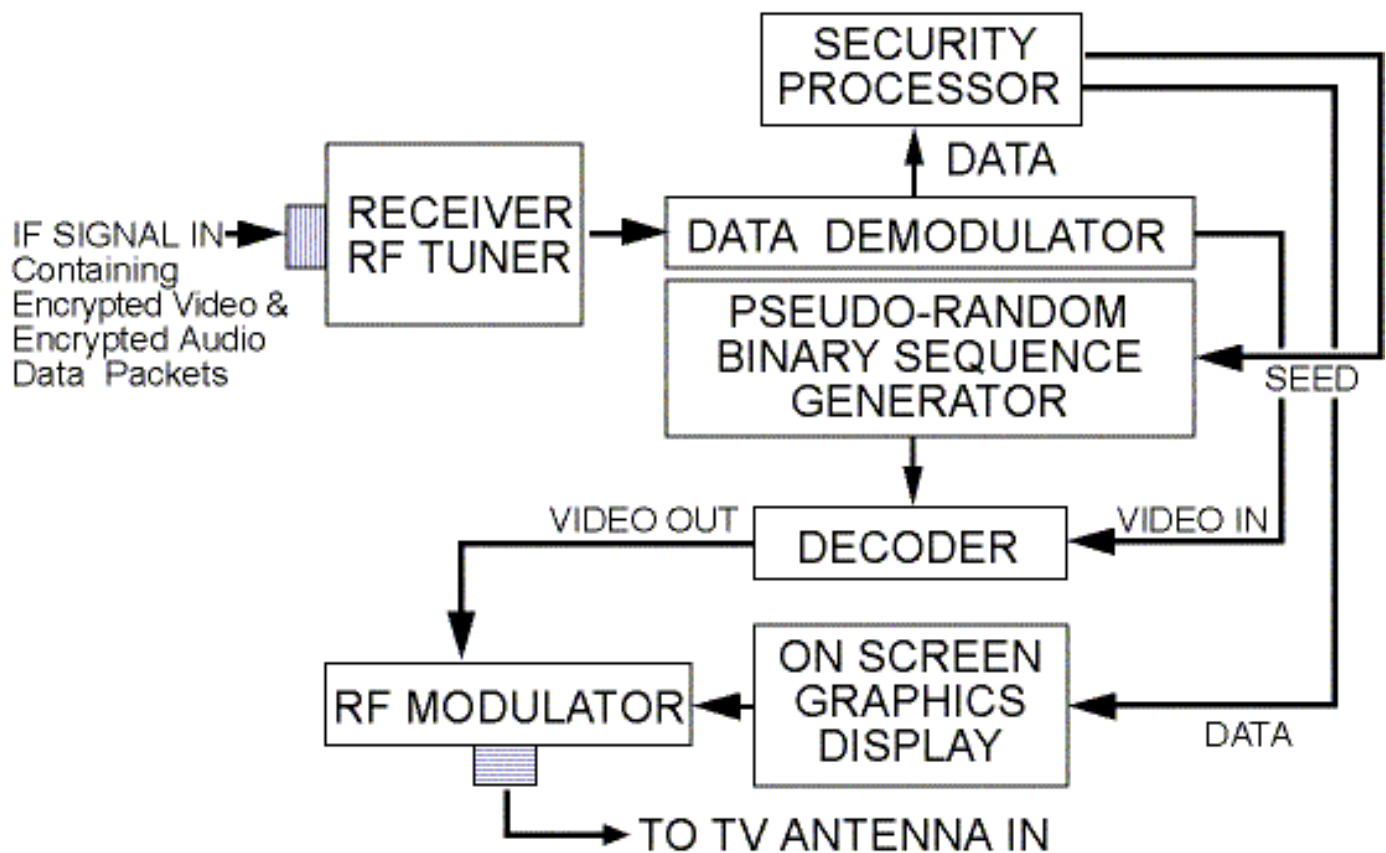 SECURITY
PROCESSOR
DATA
RECEIVER
RF TUNER
DATA DEMODULATOR
IF SIGNAL IN
Containing
Encrypted Video &
Encrypted Audio
Data Packets
PSEUDO-RANDOM
BINARY SEQUENCE
GENERATOR
SEED
VIDEO OUT
DECODER
VIDEO IN
ON SCREEN
GRAPHICS
DISPLAY
RF MODULATOR
DATA
TO TV ANTENNA IN